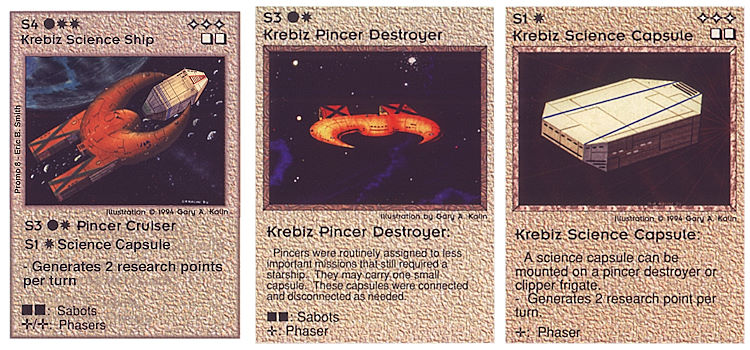 S4
Krebiz Science Ship
Promo 8 - Eric B. Smith
Illustration © 1994 Gary A. Kalin
S3 Pincer Cruiser
S1 Science Capsule
- Generates 2 research points
per turn
: Sabots
/ : Phasers
S3
Krebiz Pincer Destroyer
Illustration by Gary A. Kalin
Krebiz Pincer Destroyer:
Pincers were routinely assigned to less
important missions that still required a
starship. They may carry one small
capsule. These capsules were connected
and disconnected as needed.
: Sabots
: Phaser
S1
Krebiz Science Capsule
Illustration © 1994 Gary A. Kalin
Krebiz Science Capsule:
A science capsule can be
mounted on a pincer destroyer or
clipper frigate.
- Generates 2 research point per
turn.
: Phaser